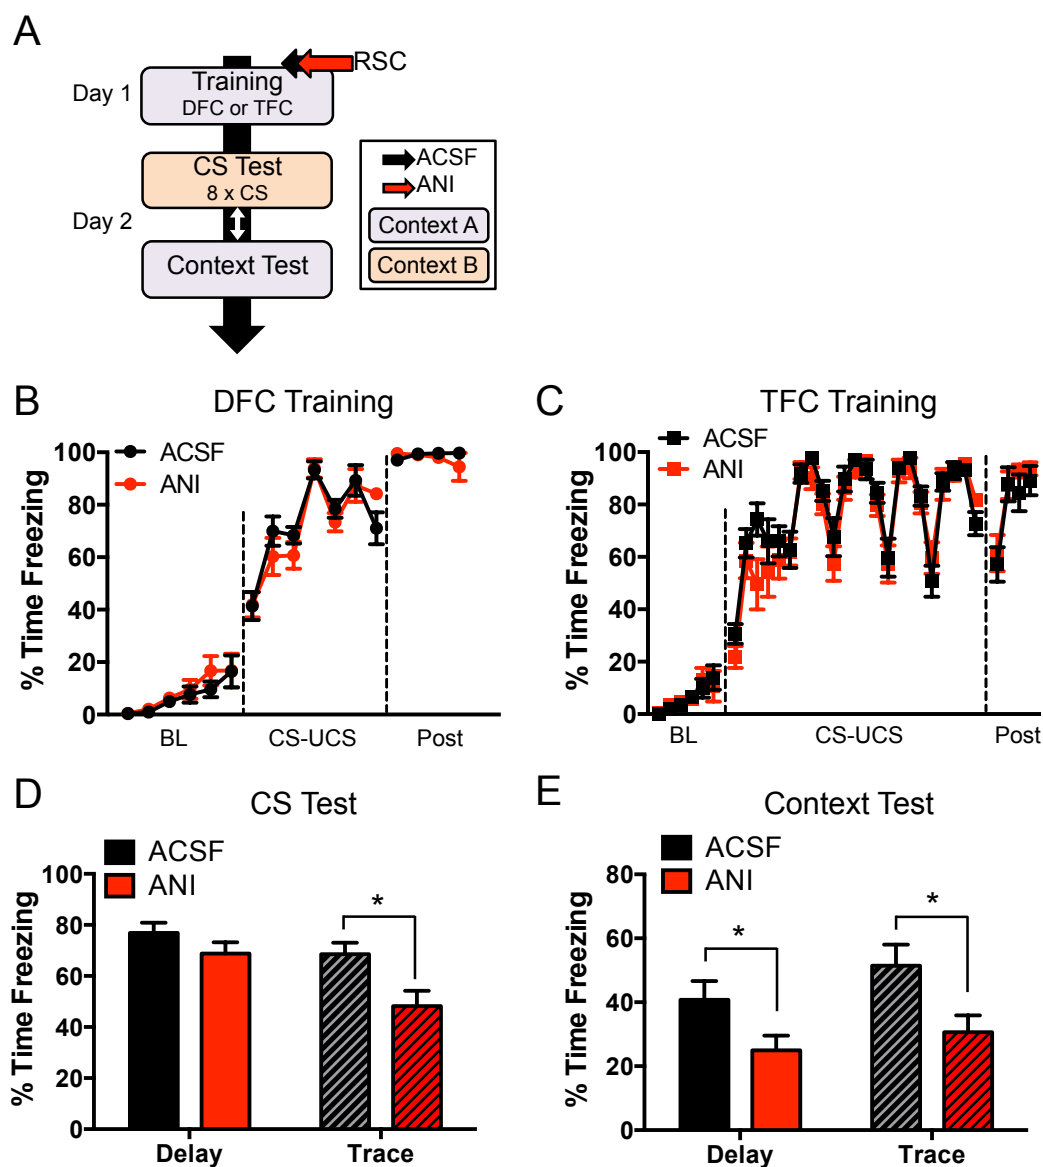 A
RSC
Training
DFC or TFC
Day 1
CS Test
8 x CS
Day 2
Context Test
ACSF
ANI
Context A
Context B
B
DFC Training
ACSF
ANI
% Time Freezing
100
80
60
40
20
0
BL
CS-UCS
Post
C
TFC Training
ACSF
ANI
% Time Freezing
100
80
60
40
20
0
BL
CS-UCS
Post
D
CS Test
ACSF
ANI
% Time Freezing
100
80
60
40
20
0
*
Delay
Trace
E
Context Test
ACSF
ANI
% Time Freezing
80
60
40
20
0
*
*
Delay
Trace